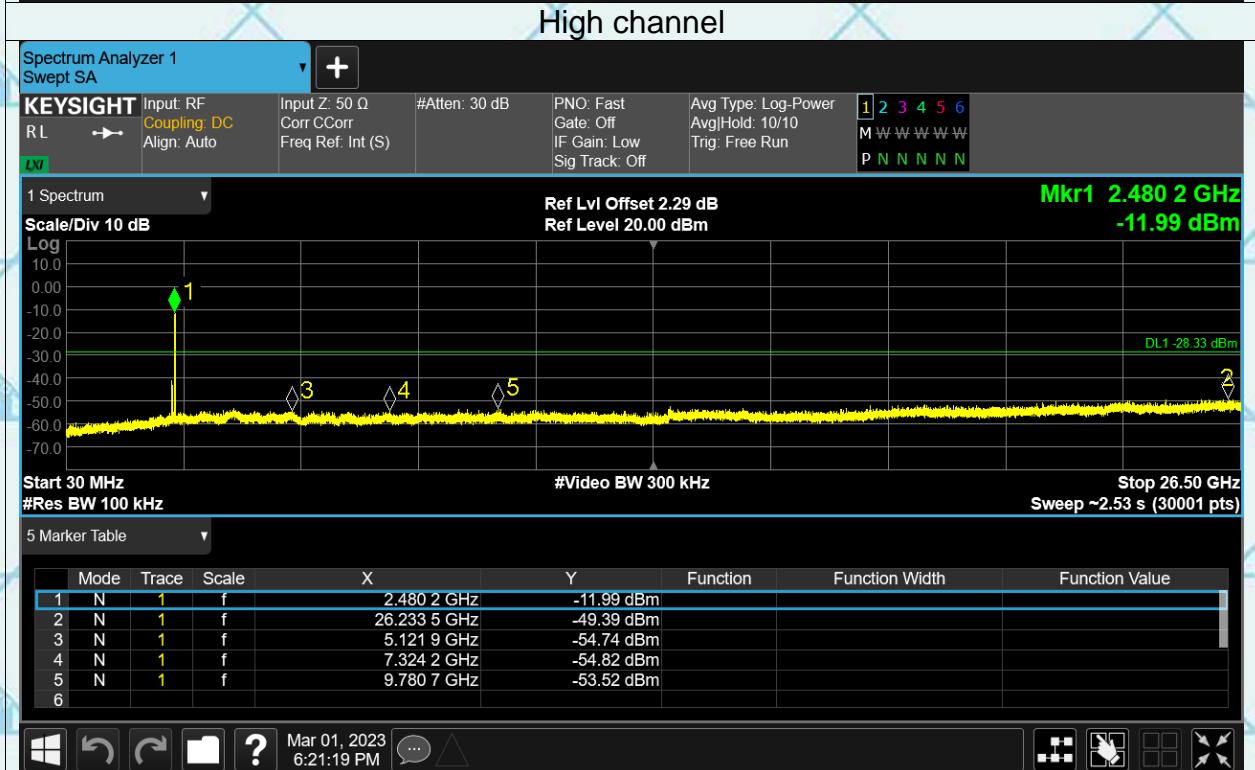 High channel
Spectrum Analyzer 1
Swept SA
+
KEYSIGHT Input: RF Input Z: 50 Ω #Atten: 30 dB PNO: Fast Avg Type: Log-Power 1 2 3 4 5 6
RL Coupling: DC Corr CCorr Gate: Off Avg|Hold: 10/10 M W W W W W
Align: Auto Freq Ref: Int (S) IF Gain: Low Trig: Free Run
LXI Sig Track: Off P N N N N N
1 Spectrum Ref Lvl Offset 2.29 dB Mkr1 2.480 2 GHz
Scale/Div 10 dB Ref Level 20.00 dBm -11.99 dBm
Log
10.0
0.00 1
-10.0
-20.0
DL1 -28.33 dBm
-30.0
-40.0 3 4 5 2
-50.0
-60.0
-70.0
Start 30 MHz #Video BW 300 kHz Stop 26.50 GHz
#Res BW 100 kHz Sweep ~2.53 s (30001 pts)
5 Marker Table
Mode Trace Scale X Y Function Function Width Function Value
1 N 1 f 2.480 2 GHz -11.99 dBm
2 N 1 f 26.233 5 GHz -49.39 dBm
3 N 1 f 5.121 9 GHz -54.74 dBm
4 N 1 f 7.324 2 GHz -54.82 dBm
5 N 1 f 9.780 7 GHz -53.52 dBm
6
? Mar 01, 2023
6:21:19 PM